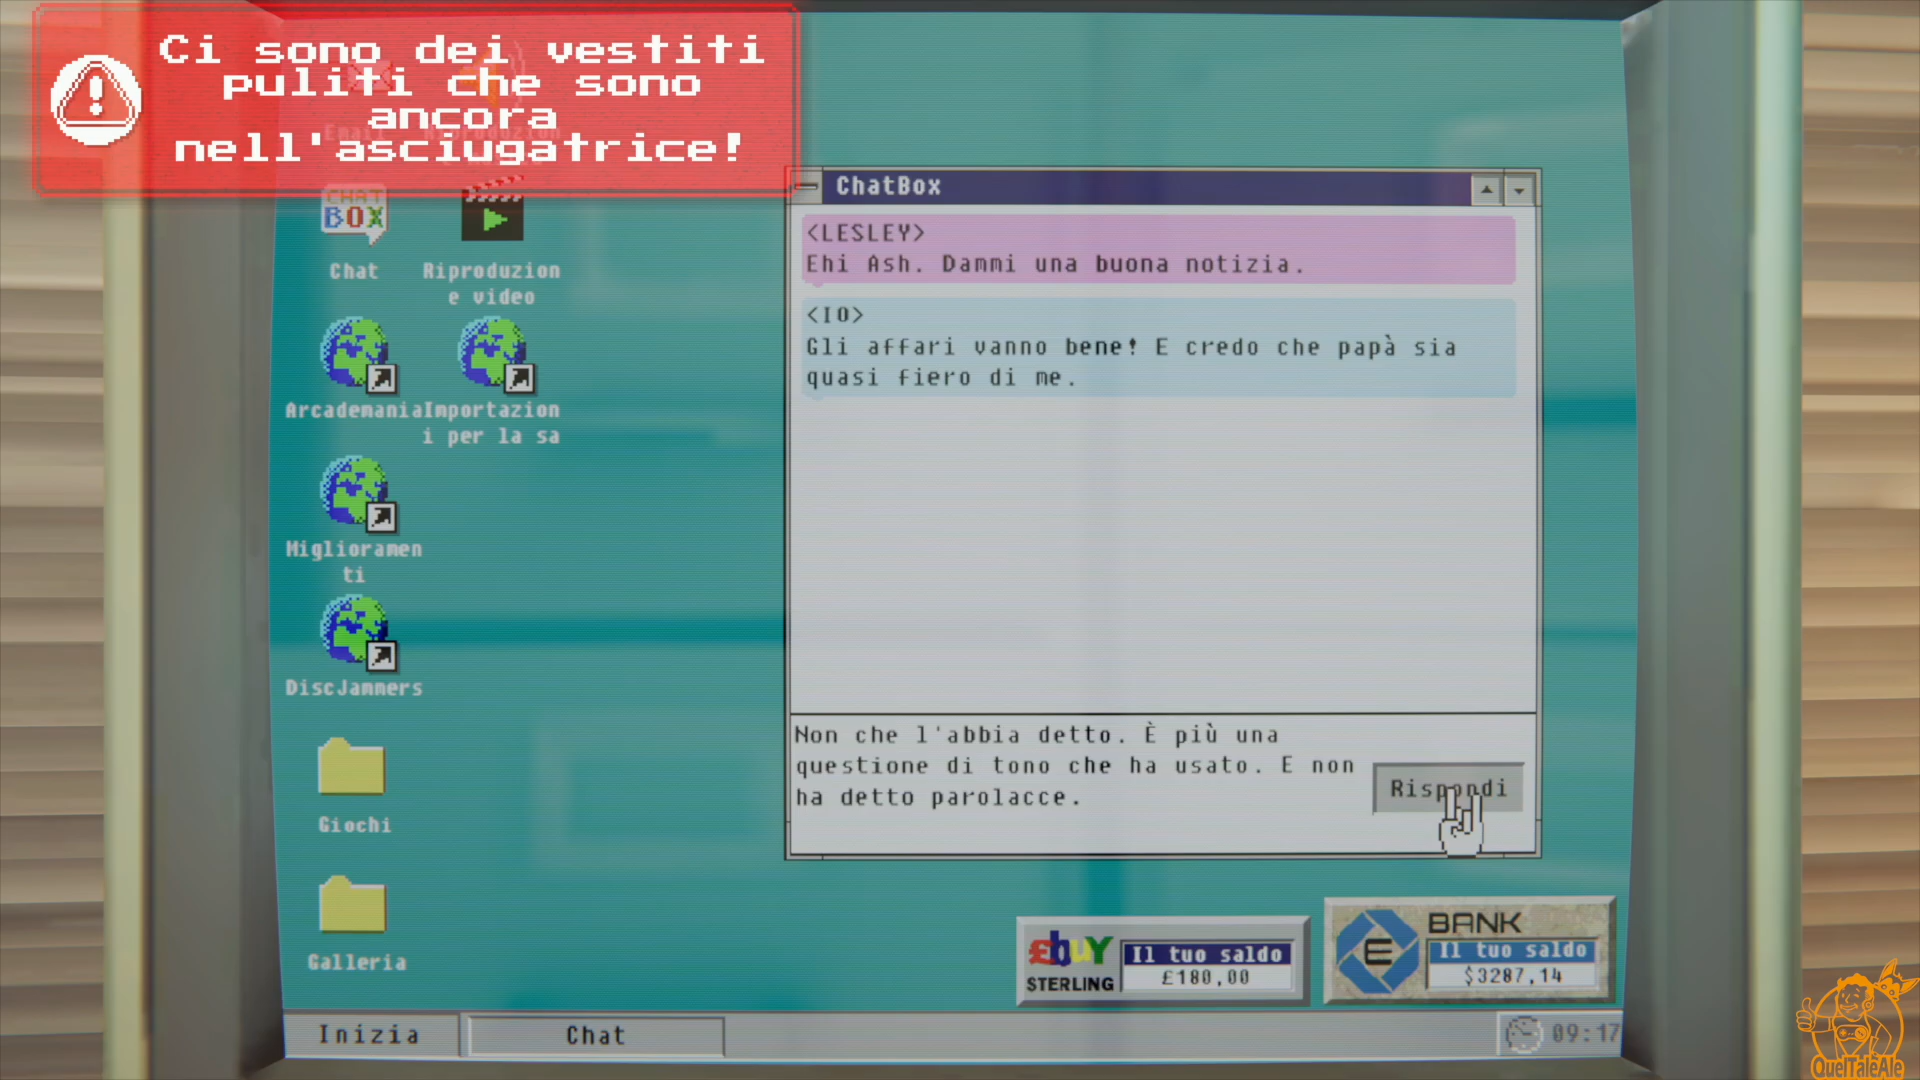 Ci sono dei vestiti
puliti che sono
ancora
nell'asciugatrice!
Email
CHAT
BOX
Chat
Riproduzion
e video
Arcademania
Importazion
i per la sa
Miglioramen
ti
DiscJammers
Giochi
Galleria
ChatBox
<LESLEY>
Ehi Ash. Dammi una buona notizia.
<IO>
Gli affari vanno bene! E credo che papà sia
quasi fiero di me.
Non che l'abbia detto. È più una
questione di tono che ha usato. E non
ha detto parolacce.
Rispondi
£buY
STERLING
Il tuo saldo
£180,00
E
BANK
Il tuo saldo
$3287,14
Inizia
Chat
09:17
QuelTaleAle